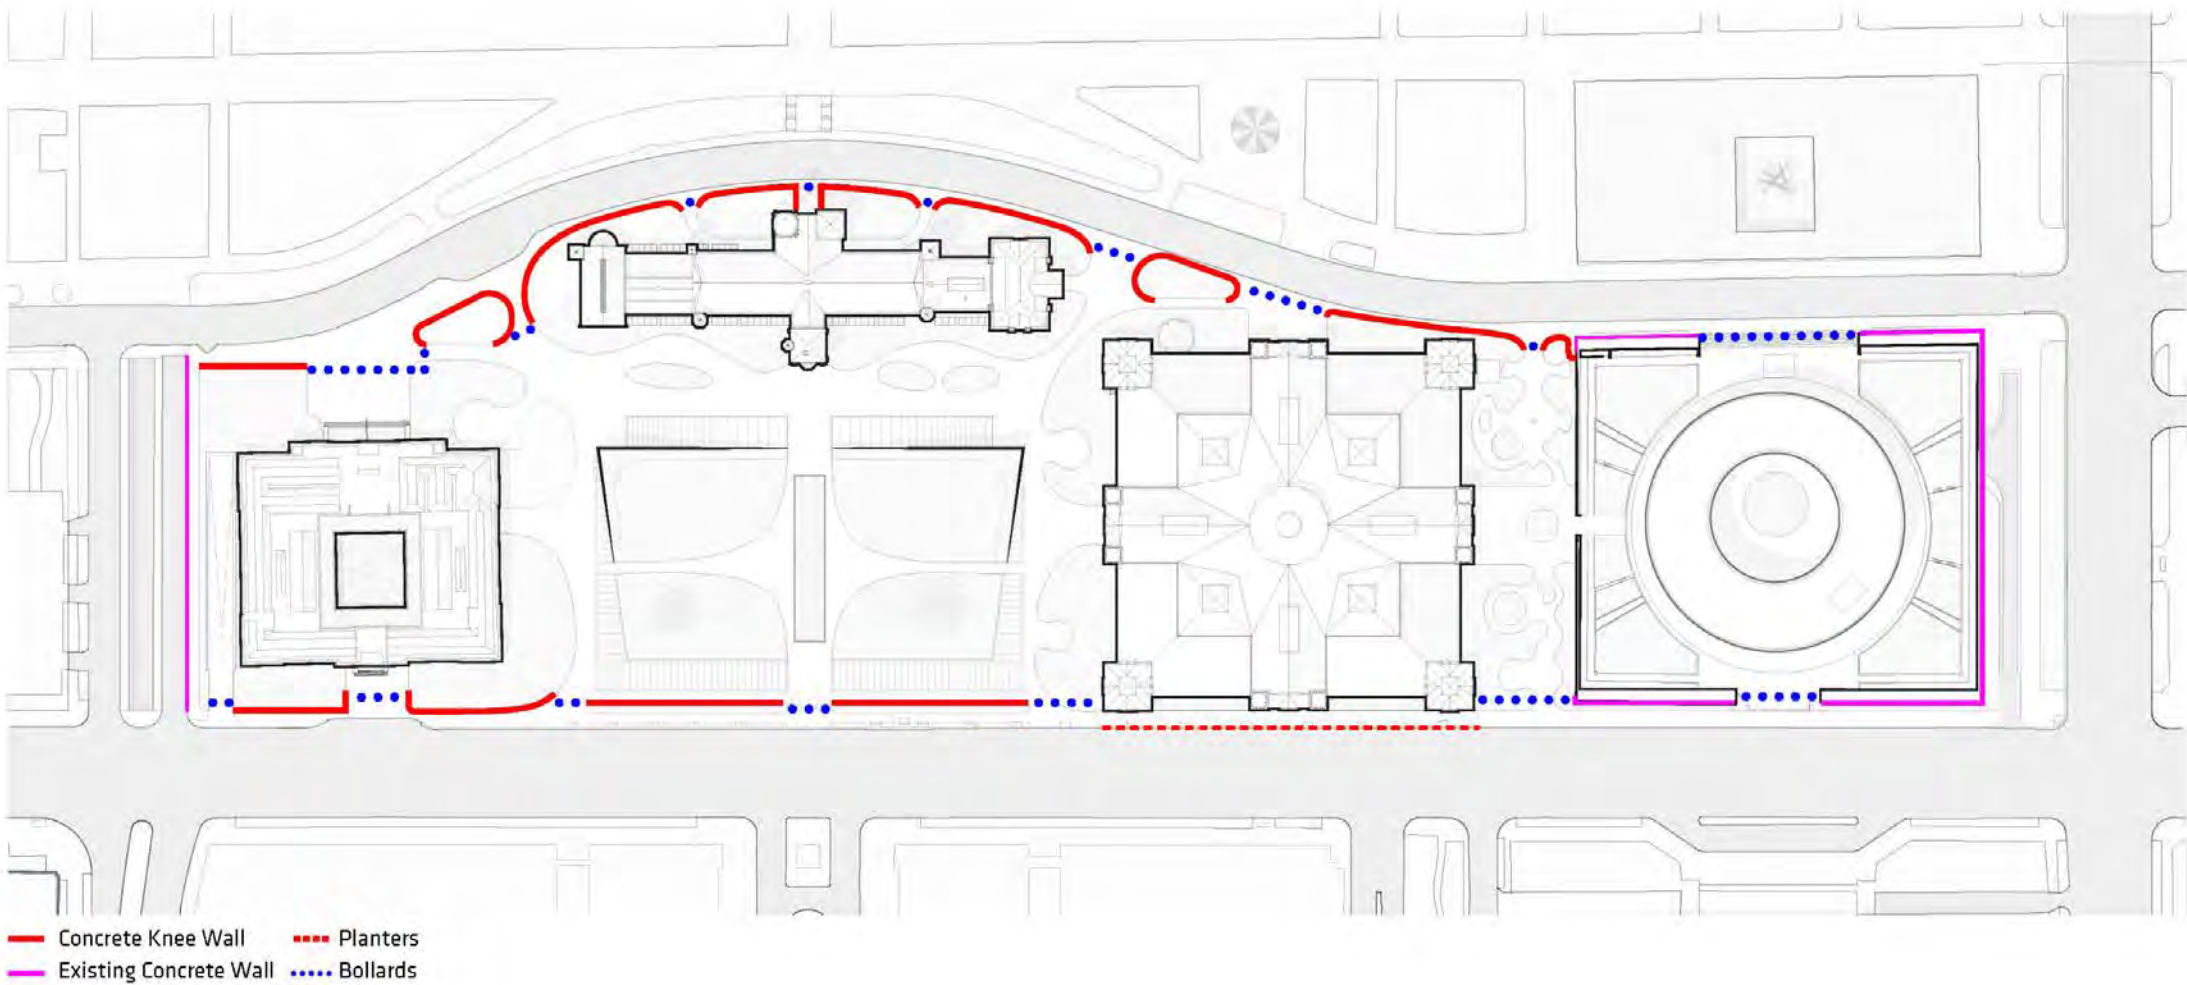 Concrete Knee Wall
Planters
Existing Concrete Wall
Bollards